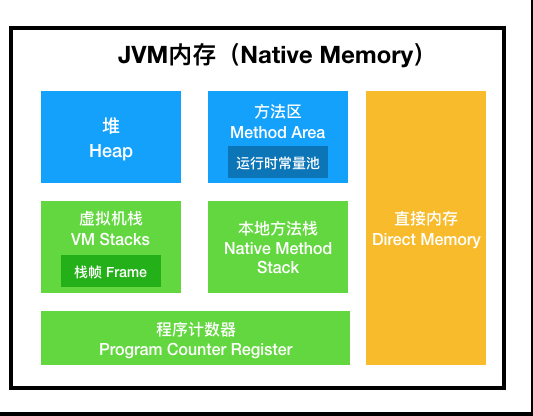 JVM内存（Native Memory）
堆
Heap
方法区
Method Area
运行时常量池
虚拟机栈
VM Stacks
栈帧 Frame
本地方法栈
Native Method
Stack
直接内存
Direct Memory
程序计数器
Program Counter Register